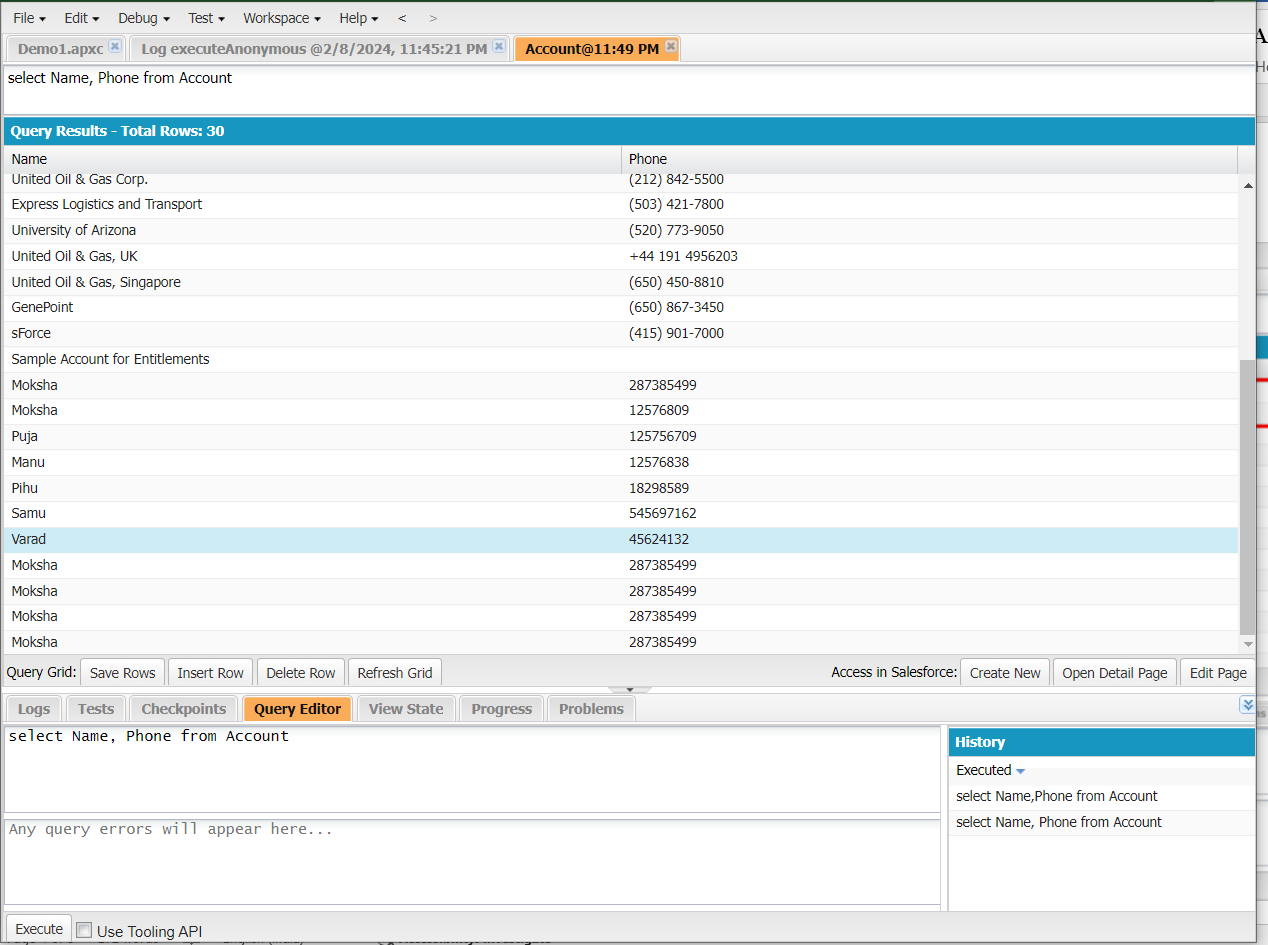 File Edit Debug Test Workspace Help < >
Demo1.apxc Log executeAnonymous @2/8/2024, 11:45:21 PM Account@11:49 PM
select Name, Phone from Account
Query Results - Total Rows: 30
Name Phone
United Oil & Gas Corp. (212) 842-5500
Express Logistics and Transport (503) 421-7800
University of Arizona (520) 773-9050
United Oil & Gas, UK +44 191 4956203
United Oil & Gas, Singapore (650) 450-8810
GenePoint (650) 867-3450
sForce (415) 901-7000
Sample Account for Entitlements
Moksha 287385499
Moksha 12576809
Puja 125756709
Manu 12576838
Pihu 18298589
Samu 545697162
Varad 45624132
Moksha 287385499
Moksha 287385499
Moksha 287385499
Moksha 287385499
Query Grid: Save Rows Insert Row Delete Row Refresh Grid Access in Salesforce: Create New Open Detail Page Edit Page
Logs Tests Checkpoints Query Editor View State Progress Problems
select Name, Phone from Account
Any query errors will appear here...
History
Executed
select Name,Phone from Account
select Name, Phone from Account
Execute Use Tooling API